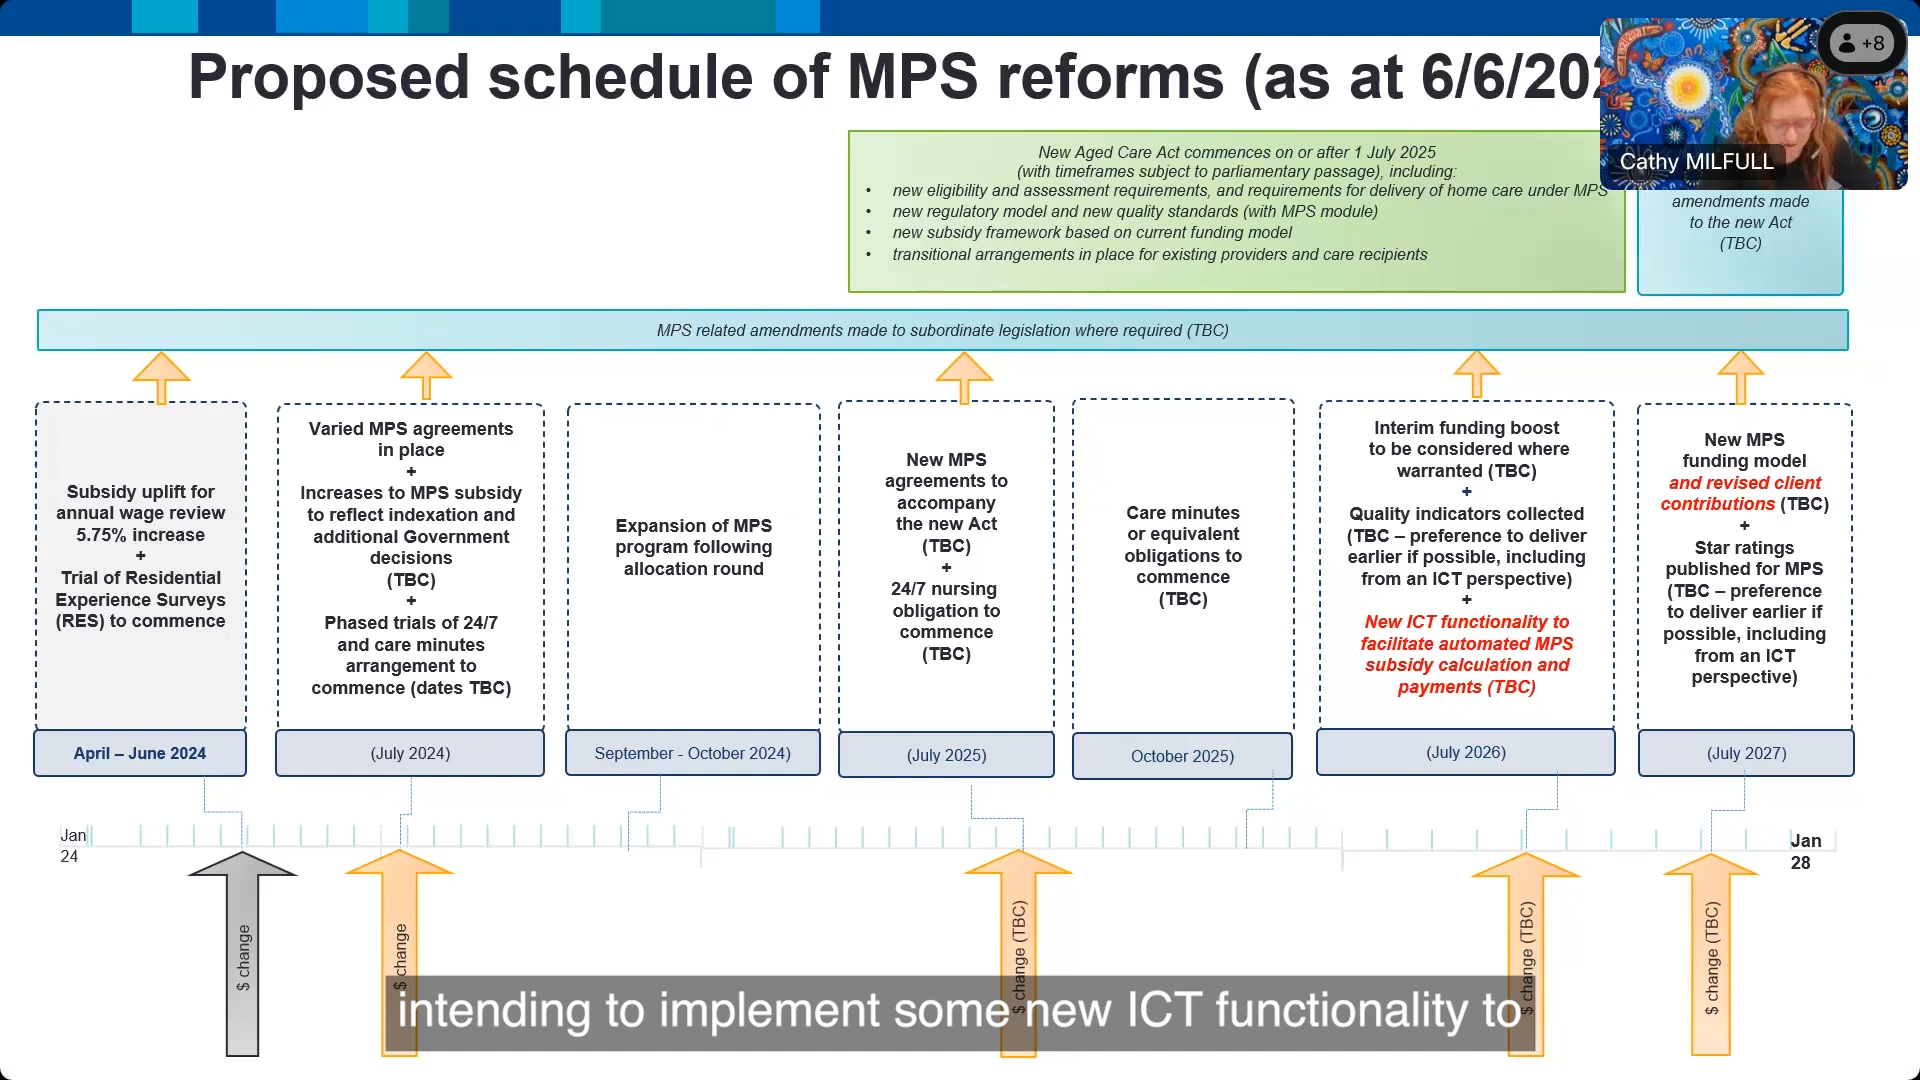 Proposed schedule of MPS reforms (as at 6/6/202
+8
Cathy MILFULL
New Aged Care Act commences on or after 1 July 2025
(with timeframes subject to parliamentary passage), including:
• new eligibility and assessment requirements, and requirements for delivery of home care under MPS
• new regulatory model and new quality standards (with MPS module)
• new subsidy framework based on current funding model
• transitional arrangements in place for existing providers and care recipients
amendments made
to the new Act
(TBC)
MPS related amendments made to subordinate legislation where required (TBC)
Subsidy uplift for
annual wage review
5.75% increase
+
Trial of Residential
Experience Surveys
(RES) to commence
April – June 2024
Varied MPS agreements
in place
+
Increases to MPS subsidy
to reflect indexation and
additional Government
decisions
(TBC)
+
Phased trials of 24/7
and care minutes
arrangement to
commence (dates TBC)
(July 2024)
Expansion of MPS
program following
allocation round
September - October 2024)
New MPS
agreements to
accompany
the new Act
(TBC)
+
24/7 nursing
obligation to
commence
(TBC)
(July 2025)
Care minutes
or equivalent
obligations to
commence
(TBC)
October 2025)
Interim funding boost
to be considered where
warranted (TBC)
+
Quality indicators collected
(TBC – preference to deliver
earlier if possible, including
from an ICT perspective)
+
New ICT functionality to
facilitate automated MPS
subsidy calculation and
payments (TBC)
(July 2026)
New MPS
funding model
and revised client
contributions (TBC)
+
Star ratings
published for MPS
(TBC – preference
to deliver earlier if
possible, including
from an ICT
perspective)
(July 2027)
Jan
24
Jan
28
$ change
$ change
$ change (TBC)
$ change (TBC)
$ change (TBC)
intending to implement some new ICT functionality to